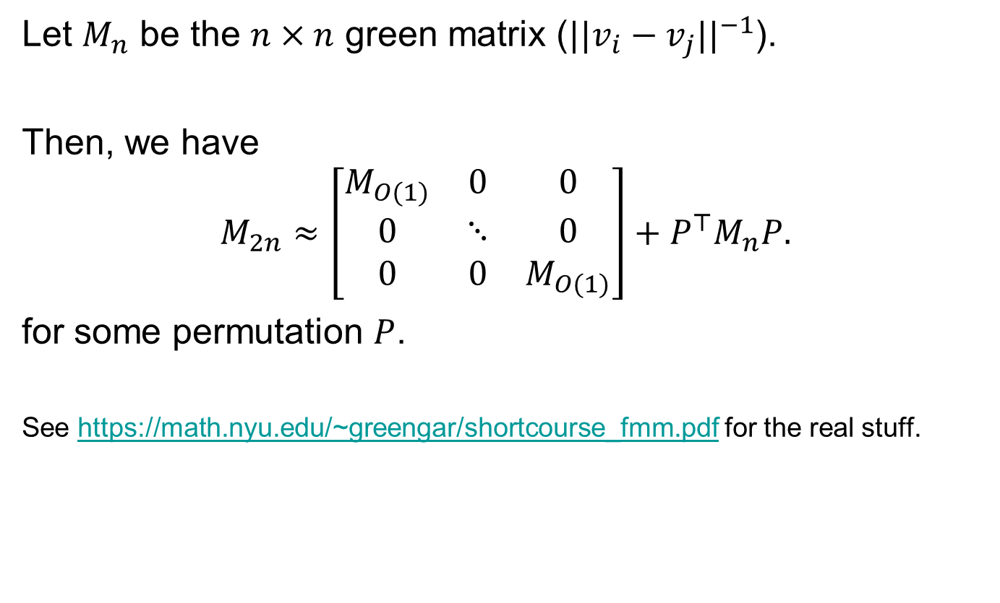 Let $M_n$ be the $n \times n$ green matrix $(||v_i - v_j||^{-1})$.
Then, we have
$M_{2n} \approx \begin{bmatrix} M_{O(1)} & 0 & 0 \\ 0 & \ddots & 0 \\ 0 & 0 & M_{O(1)} \end{bmatrix} + P^\top M_n P.$
for some permutation $P$.
See https://math.nyu.edu/~greengar/shortcourse_fmm.pdf for the real stuff.